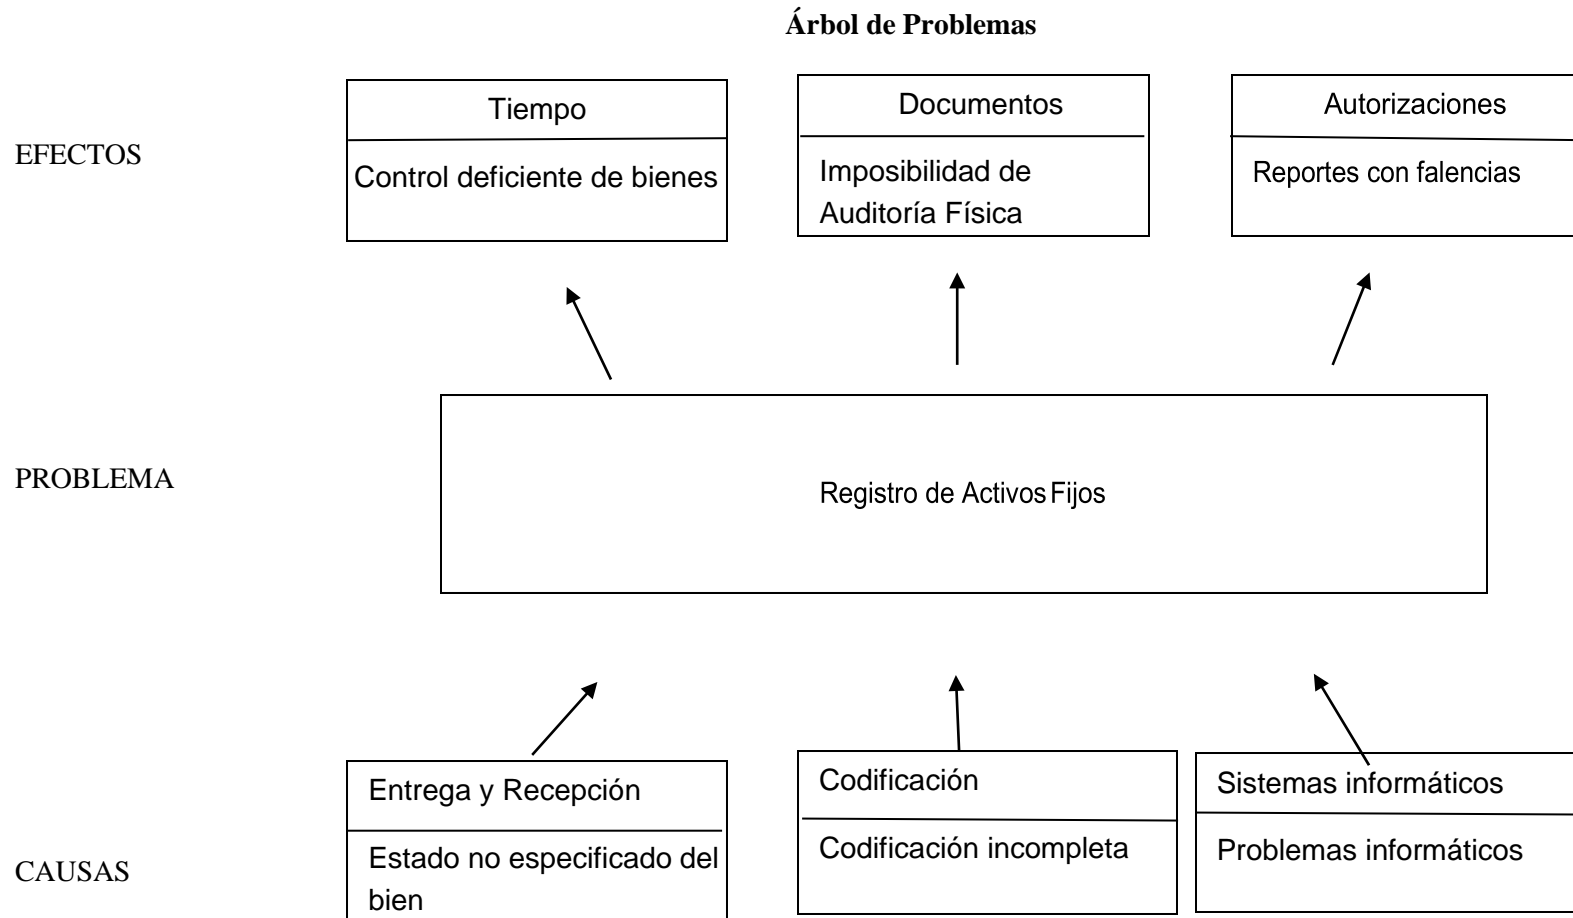 Árbol de Problemas
EFECTOS
Tiempo
Control deficiente de bienes
Documentos
Imposibilidad de
Auditoría Física
Autorizaciones
Reportes con falencias
PROBLEMA
Registro de Activos Fijos
CAUSAS
Entrega y Recepción
Estado no especificado del
bien
Codificación
Codificación incompleta
Sistemas informáticos
Problemas informáticos